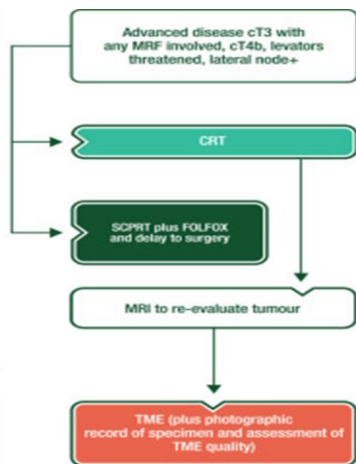 Advanced disease cT3 with
any MRF involved, cT4b, levators
threatened, lateral node+
CRT
SCPRT plus FOLFOX
and delay to surgery
MRI to re-evaluate tumour
TME (plus photographic
record of specimen and assessment of
TME quality)